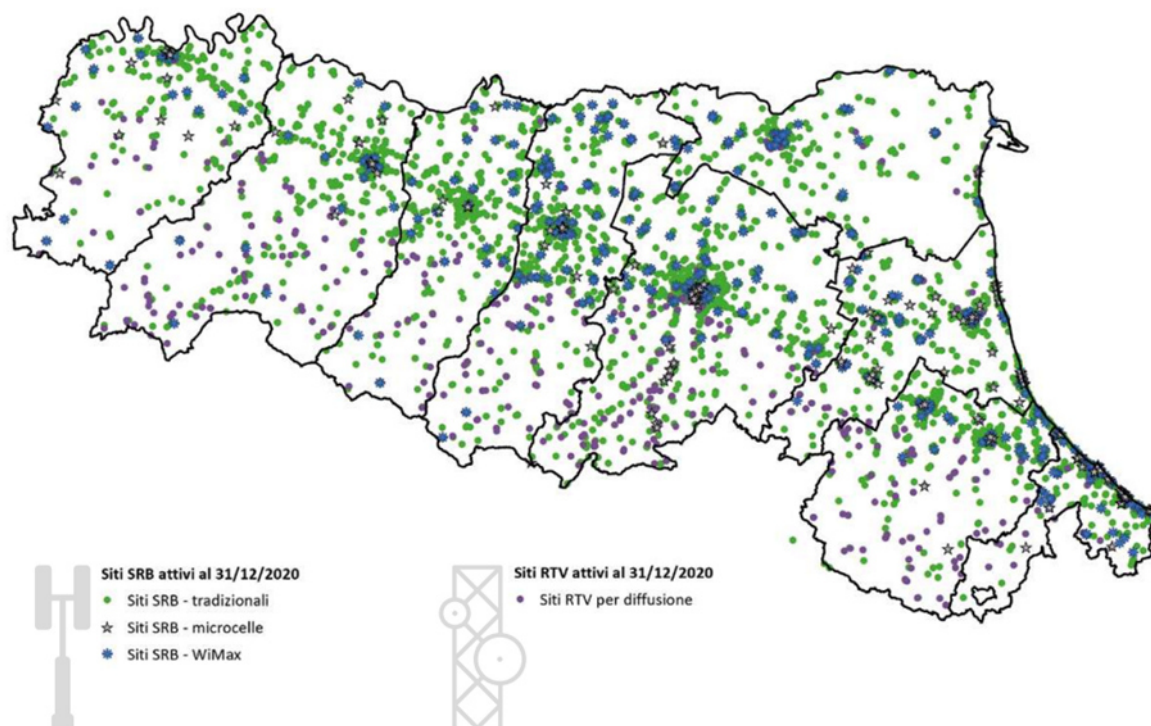 Siti SRB attivi al 31/12/2020
Siti SRB - tradizionali
Siti SRB - microcelle
Siti SRB - WiMax
Siti RTV attivi al 31/12/2020
Siti RTV per diffusione